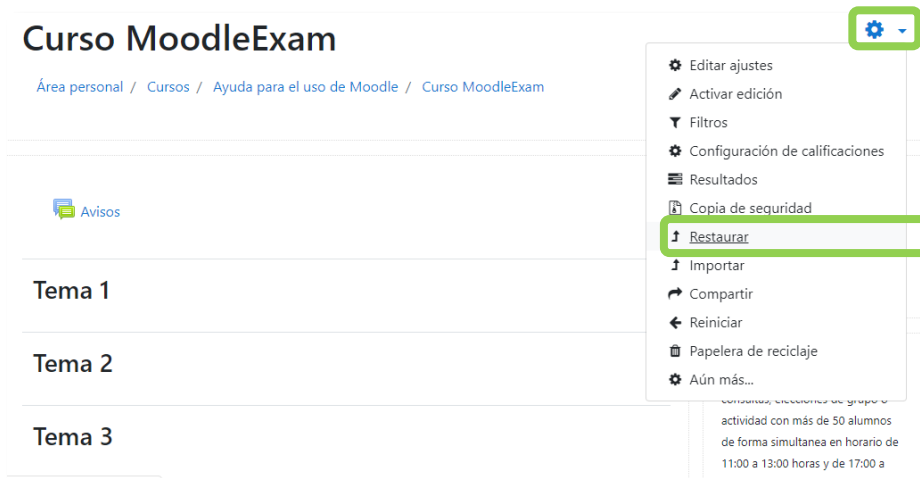 Curso MoodleExam
Área personal / Cursos / Ayuda para el uso de Moodle / Curso MoodleExam
Avisos
Tema 1
Tema 2
Tema 3
Editar ajustes
Activar edición
Filtros
Configuración de calificaciones
Resultados
Copia de seguridad
Restaurar
Importar
Compartir
Reiniciar
Papelera de reciclaje
Aún más...
consultas, elecciones de grupo o
actividad con más de 50 alumnos
de forma simultanea en horario de
11:00 a 13:00 horas y de 17:00 a